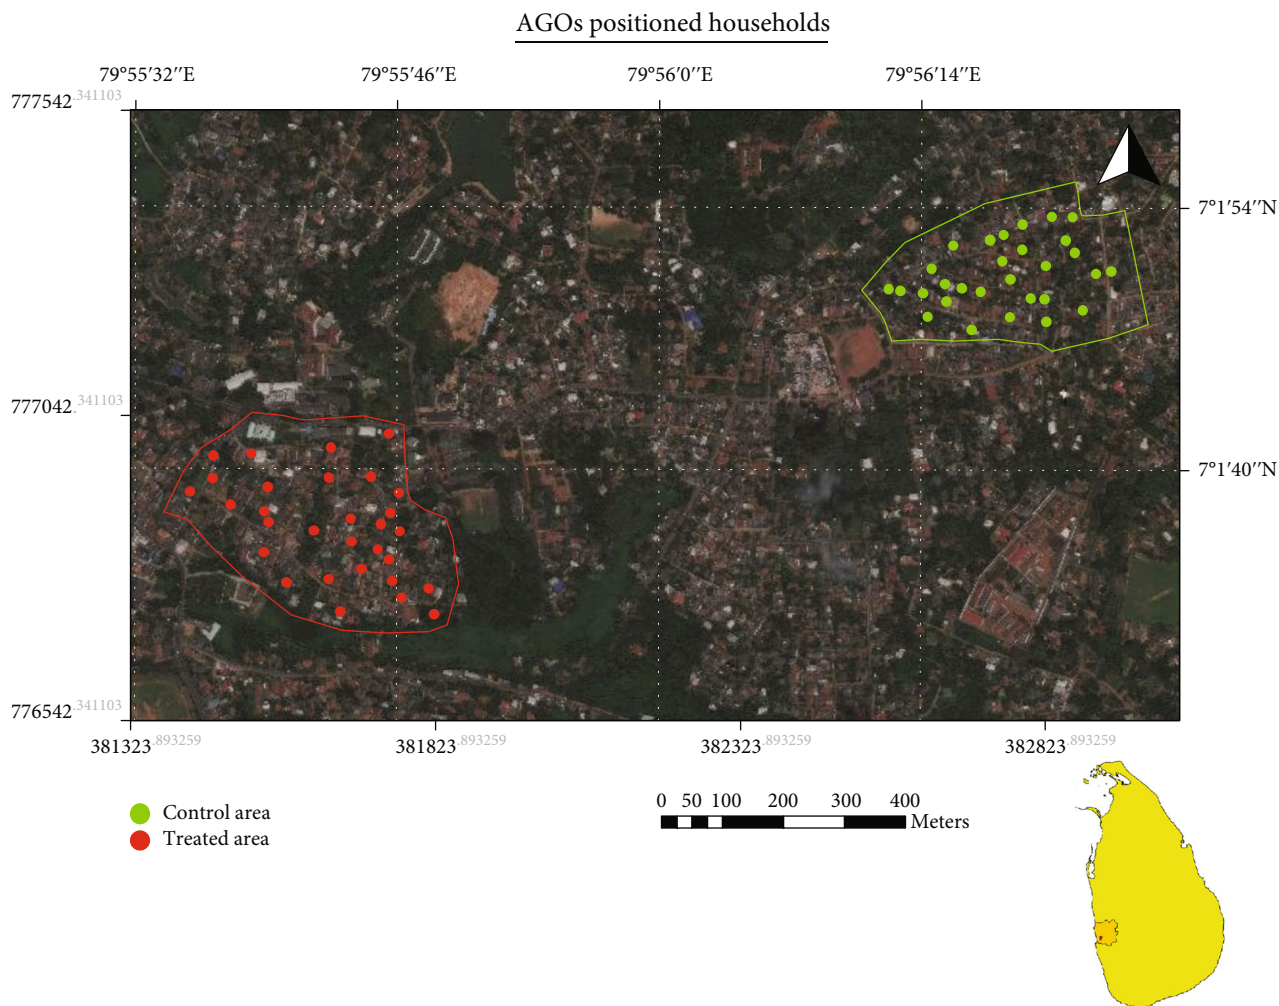 AGOs positioned households
79°55′32′′E 79°55′46′′E 79°56′0′′E 79°56′14′′E
777542.341103
7°1′54′′N
777042.341103
7°1′40′′N
776542.341103
381323.893259 381823.893259 382323.893259 382823.893259
Control area
Treated area
0 50 100 200 300 400
Meters